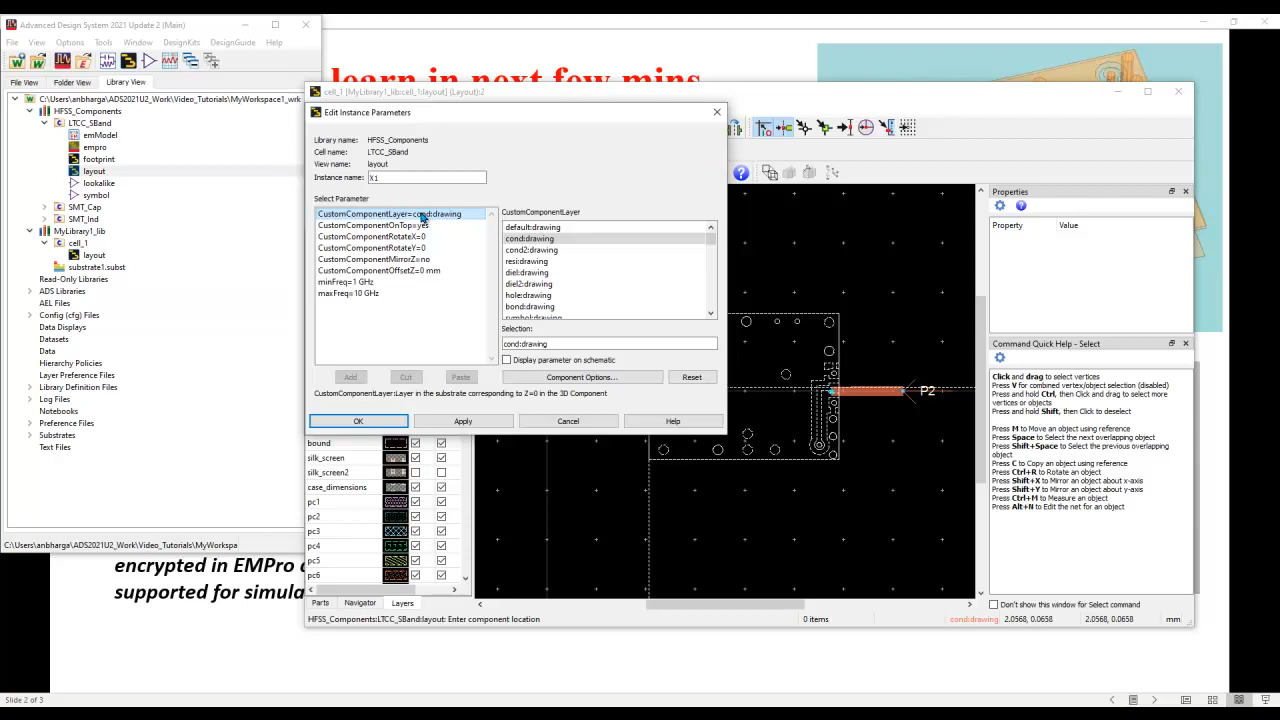 Advanced Design System 2021 Update 2 (Main)
File View Options Tools Window DesignKits DesignGuide Help
File View Folder View Library View
C:\Users\anbharga\ADS2021U2_Work\Video_Tutorials\MyWorkspace1_wrk
HFSS_Components
LTCC_SBand
emModel
empro
footprint
layout
lookalike
symbol
SMT_Cap
SMT_Ind
MyLibrary1_lib
cell_1
layout
substrate1.subst
Read-Only Libraries
ADS Libraries
AEL Files
Config (cfg) Files
Data Displays
Datasets
Data
Hierarchy Policies
Layer Preference Files
Library Definition Files
Log Files
Notebooks
Preference Files
Substrates
Text Files
C:\Users\anbharga\ADS2021U2_Work\Video_Tutorials\MyWorkspa
learn in next few mins
cell_1 [MyLibrary1_lib:cell_1:layout] (Layout):2
Edit Instance Parameters
Library name: HFSS_Components
Cell name: LTCC_SBand
View name: layout
Instance name: X1
Select Parameter
CustomComponentLayer=cond:drawing
CustomComponentOnTop=yes
CustomComponentRotateX=0
CustomComponentRotateY=0
CustomComponentMirrorZ=no
CustomComponentOffsetZ=0 mm
minFreq=1 GHz
maxFreq=10 GHz
CustomComponentLayer
default:drawing
cond:drawing
cond2:drawing
resi:drawing
diel:drawing
diel2:drawing
hole:drawing
bond:drawing
symbol:drawing
Selection:
cond:drawing
Display parameter on schematic
Add Cut Paste Component Options... Reset
CustomComponentLayer:Layer in the substrate corresponding to Z=0 in the 3D Component
OK Apply Cancel Help
bound
silk_screen
silk_screen2
case_dimensions
pc1
pc2
pc3
pc4
pc5
pc6
Parts Navigator Layers
P2
Properties
Property Value
Command Quick Help - Select
Click and drag to select vertices
Press V for combined vertex/object selection (disabled)
Press and hold Ctrl, then Click and drag to select more
vertices or objects
Press and hold Shift, then Click to deselect
Press M to Move an object using reference
Press Space to Select the next overlapping object
Press Shift+Space to Select the previous overlapping
object
Press C to Copy an object using reference
Press Ctrl+R to Rotate an object
Press Shift+X to Mirror an object about x-axis
Press Shift+Y to Mirror an object about y-axis
Press Ctrl+M to Measure an object
Press Alt+N to Edit the net for an object
Don't show this window for Select command
HFSS_Components:LTCC_SBand:layout: Enter component location 0 items cond:drawing 2.0568, 0.0658 2.0568, 0.0658 mm
encrypted in EMPro
supported for simula
Slide 2 of 3